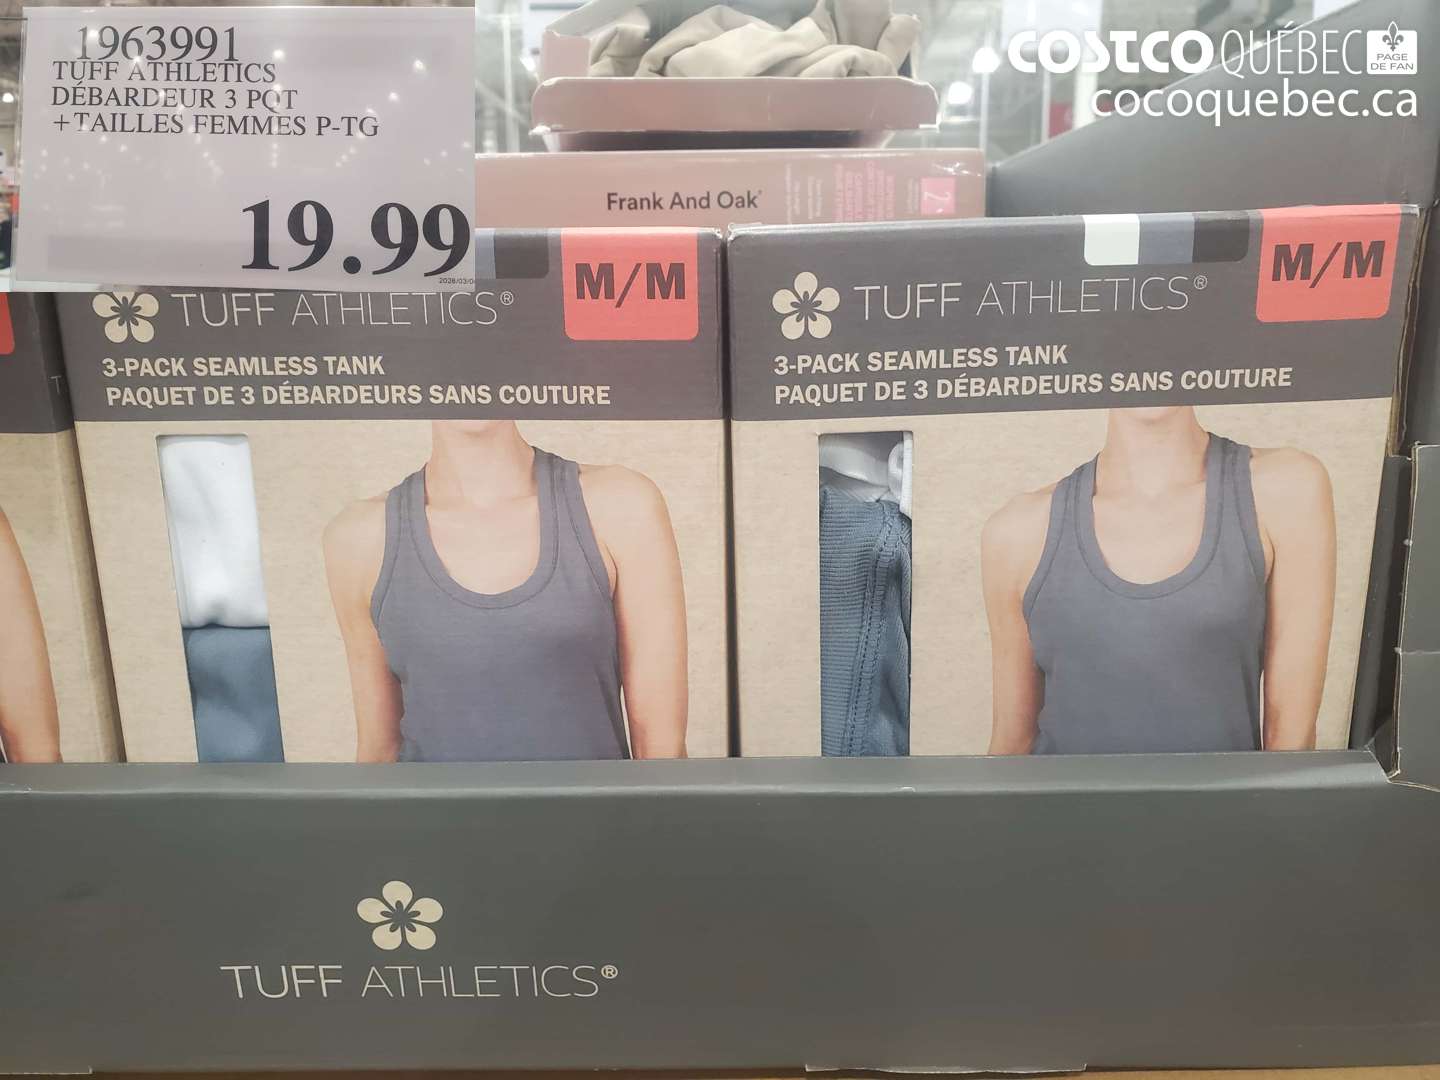 1963991
TUFF ATHLETICS
DÉBARDEUR 3 PQT
+TAILLES FEMMES P-TG
19.99
COSTCO QUÉBEC
PAGE
DE FAN
cocoquebec.ca
Frank And Oak
2
M/M
TUFF ATHLETICS®
3-PACK SEAMLESS TANK
PAQUET DE 3 DÉBARDEURS SANS COUTURE
M/M
TUFF ATHLETICS®
3-PACK SEAMLESS TANK
PAQUET DE 3 DÉBARDEURS SANS COUTURE
TUFF ATHLETICS®